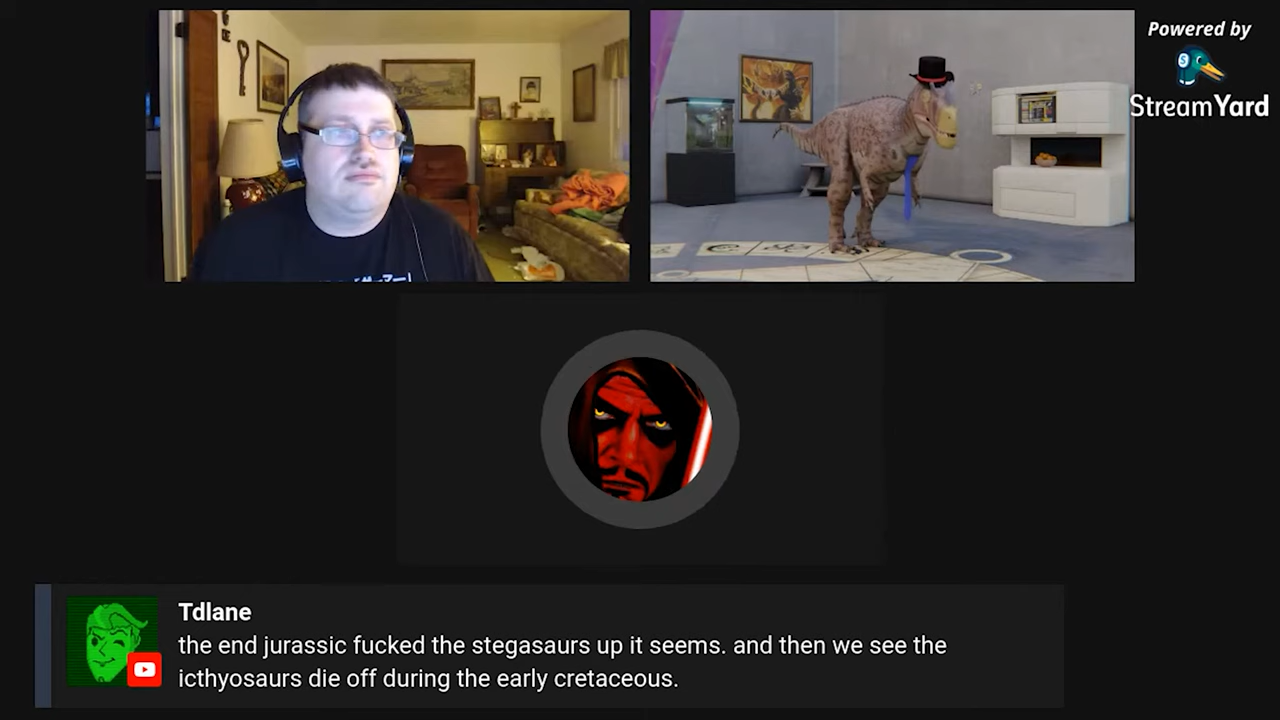 Powered by
StreamYard
Tdlane
the end jurassic fucked the stegasaurs up it seems. and then we see the
icthyosaurs die off during the early cretaceous.